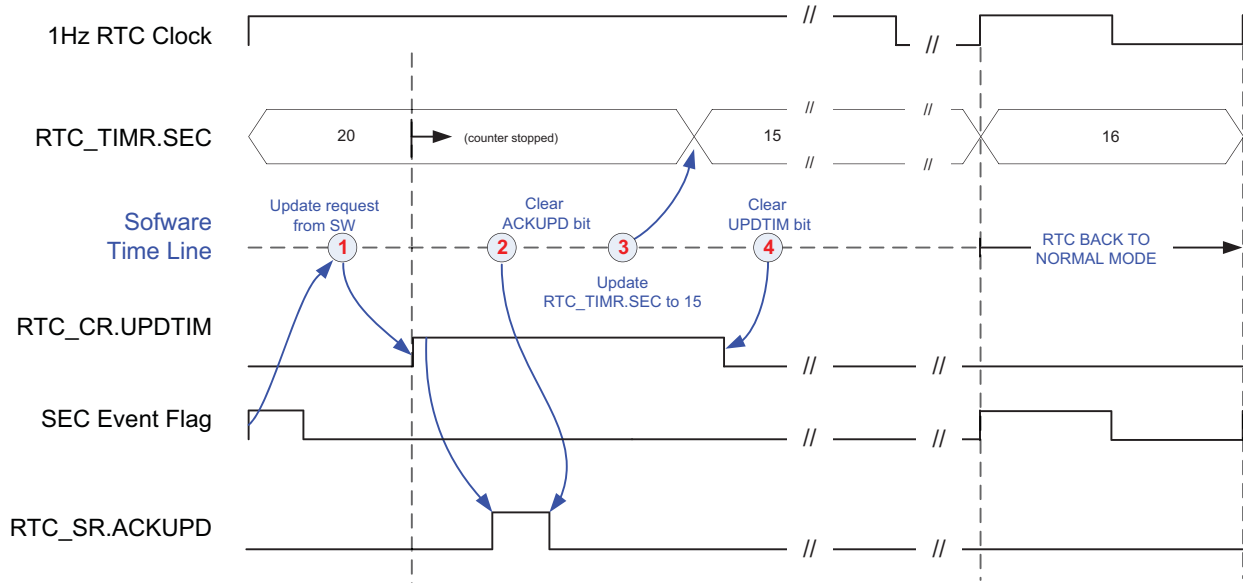 1Hz RTC Clock
//
//
//
RTC_TIMR.SEC
20
(counter stopped)
15
16
//
//
//
//
Sofware
Time Line
Update request
from SW
1
Clear
ACKUPD bit
2
3
Update
RTC_TIMR.SEC to 15
Clear
UPDTIM bit
4
RTC BACK TO
NORMAL MODE
RTC_CR.UPDTIM
//
//
SEC Event Flag
//
//
RTC_SR.ACKUPD
//
//